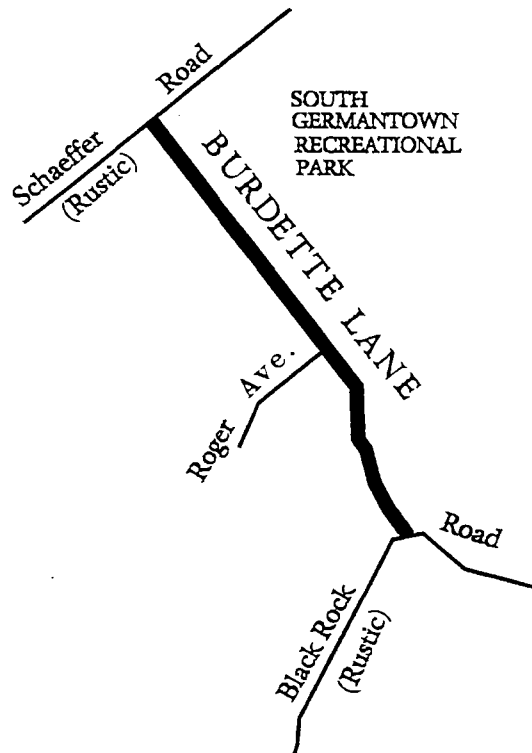 Schaeffer Road
(Rustic)
SOUTH
GERMANTOWN
RECREATIONAL
PARK
BURDETTE LANE
Roger Ave.
Black Rock Road
(Rustic)